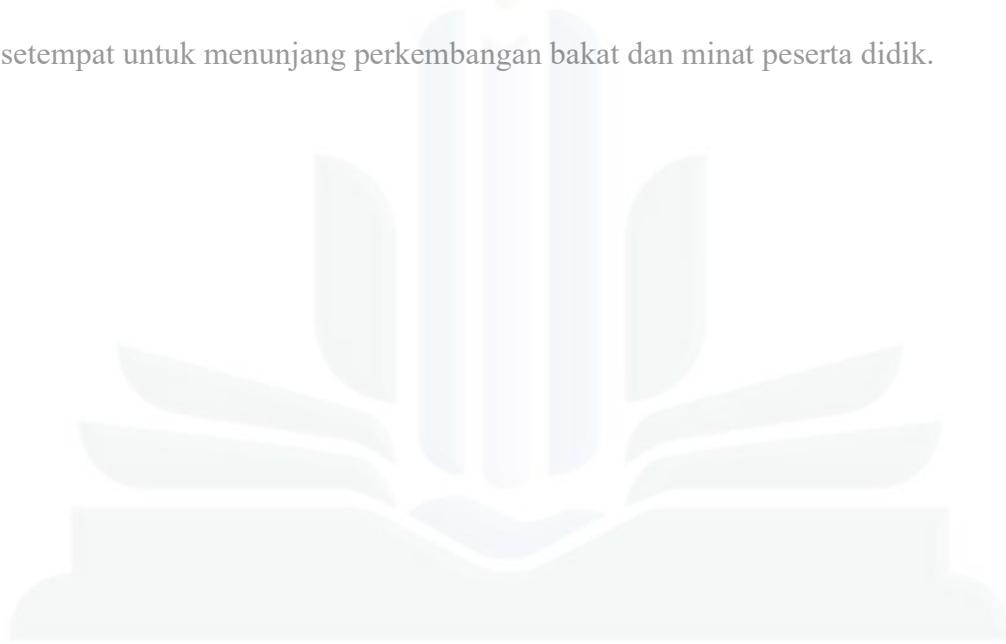 setempat untuk menunjang perkembangan bakat dan minat peserta didik.